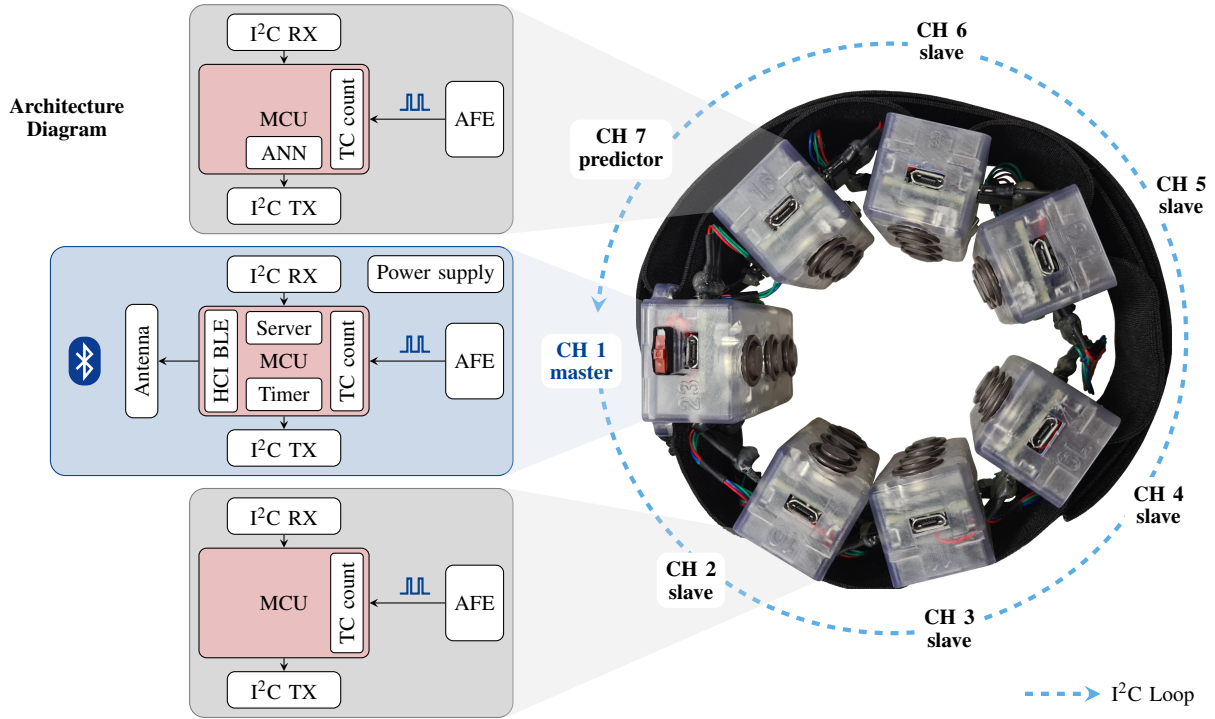 Architecture
Diagram
I²C RX
MCU
ANN
TC count
AFE
I²C TX
I²C RX
Power supply
Antenna
HCI BLE
Server
MCU
Timer
TC count
AFE
I²C TX
I²C RX
MCU
TC count
AFE
I²C TX
CH 6
slave
CH 7
predictor
CH 5
slave
CH 1
master
CH 4
slave
CH 2
slave
CH 3
slave
16
23
I²C Loop